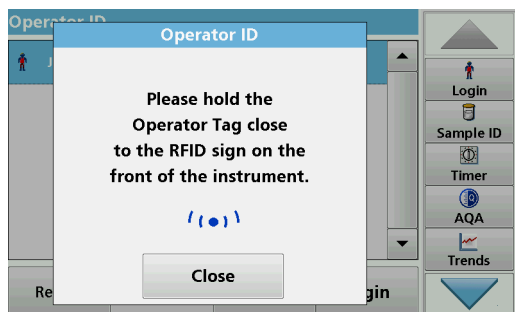 Operator ID
Operator ID
J
Please hold the
Operator Tag close
to the RFID sign on the
front of the instrument.
Close
Re
gin
Login
Sample ID
Timer
AQA
Trends